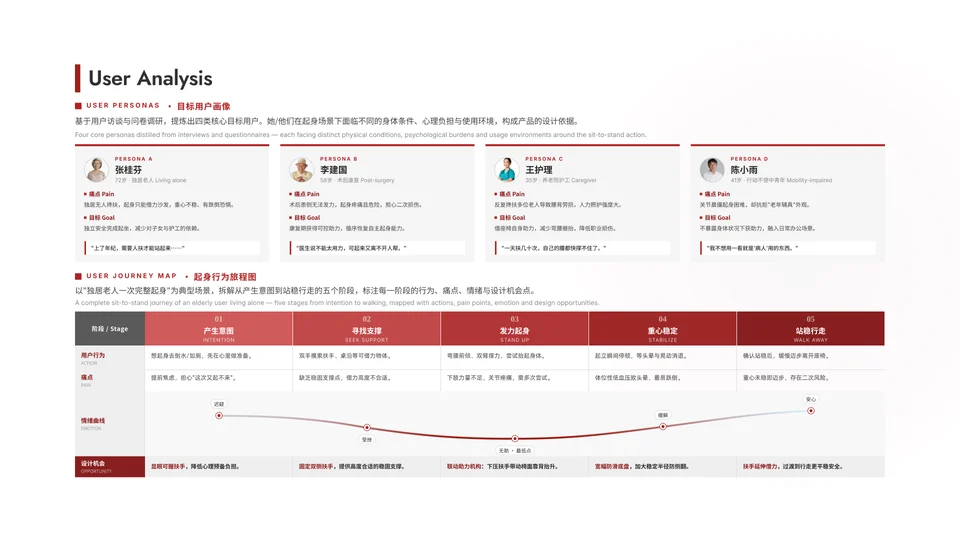 User Analysis
USER PERSONAS • 目标用户画像
基于用户访谈与问卷调研，提炼出四类核心目标用户。她/他们在起身场景下面临不同的身体条件、心理负担与使用环境，构成产品的设计依据。
Four core personas distilled from interviews and questionnaires — each facing distinct physical conditions, psychological burdens and usage environments around the sit-to-stand action.
PERSONA A
张桂芬
72岁 · 独居老人 Living alone
痛点 Pain
独居无人搀扶，起身只能借力沙发，重心不稳、有跌倒恐惧。
目标 Goal
独立安全完成起坐，减少对子女与护工的依赖。
"上了年纪，需要人扶才能站起来……"
PERSONA B
李建国
58岁 · 术后康复 Post-surgery
痛点 Pain
术后患侧无法发力，起身疼痛且危险，担心二次损伤。
目标 Goal
康复期获得可控助力，循序恢复自主起身能力。
"医生说不能太用力，可起来又离不开人帮。"
PERSONA C
王护理
35岁 · 养老院护工 Caregiver
痛点 Pain
反复搀扶多位老人导致腰背劳损，人力照护强度大。
目标 Goal
借座椅自身助力，减少弯腰搬抬，降低职业损伤。
"一天扶几十次，自己的腰都快撑不住了。"
PERSONA D
陈小雨
41岁 · 行动不便中青年 Mobility-impaired
痛点 Pain
关节晨僵起身困难，却抗拒"老年辅具"外观。
目标 Goal
不暴露身体状况下获助力，融入日常办公场景。
"我不想用一看就是'病人'用的东西。"
USER JOURNEY MAP • 起身行为旅程图
以"独居老人一次完整起身"为典型场景，拆解从产生意图到站稳行走的五个阶段，标注每一阶段的行为、痛点、情绪与设计机会点。
A complete sit-to-stand journey of an elderly user living alone — five stages from intention to walking, mapped with actions, pain points, emotion and design opportunities.
阶段 / Stage
01
产生意图
INTENTION
02
寻找支撑
SEEK SUPPORT
03
发力起身
STAND UP
04
重心稳定
STABILIZE
05
站稳行走
WALK AWAY
用户行为
ACTION
想起身去倒水/如厕，先在心里做准备。
双手摸索扶手、桌沿等可借力物体。
弯腰前倾、双臂撑力、尝试抬起身体。
起立瞬间停顿，等头晕与晃动消退。
确认站稳后，缓慢迈步离开座椅。
痛点
PAIN
提前焦虑，担心"这次又起不来"。
缺乏稳固支撑点，借力高度不合适。
下肢力量不足，关节疼痛，需多次尝试。
体位性低血压致头晕，最易跌倒。
重心未稳即迈步，存在二次风险。
情绪曲线
EMOTION
迟疑
坚持
无助 · 最低点
缓解
安心
设计机会
OPPORTUNITY
显眼可握扶手，降低心理预备负担。
固定双侧扶手，提供高度合适的稳固支撑。
联动助力机构：下压扶手带动椅面靠背抬升。
宽幅防滑底盘，加大稳定半径防侧翻。
扶手延伸借力，过渡到行走更平稳安全。